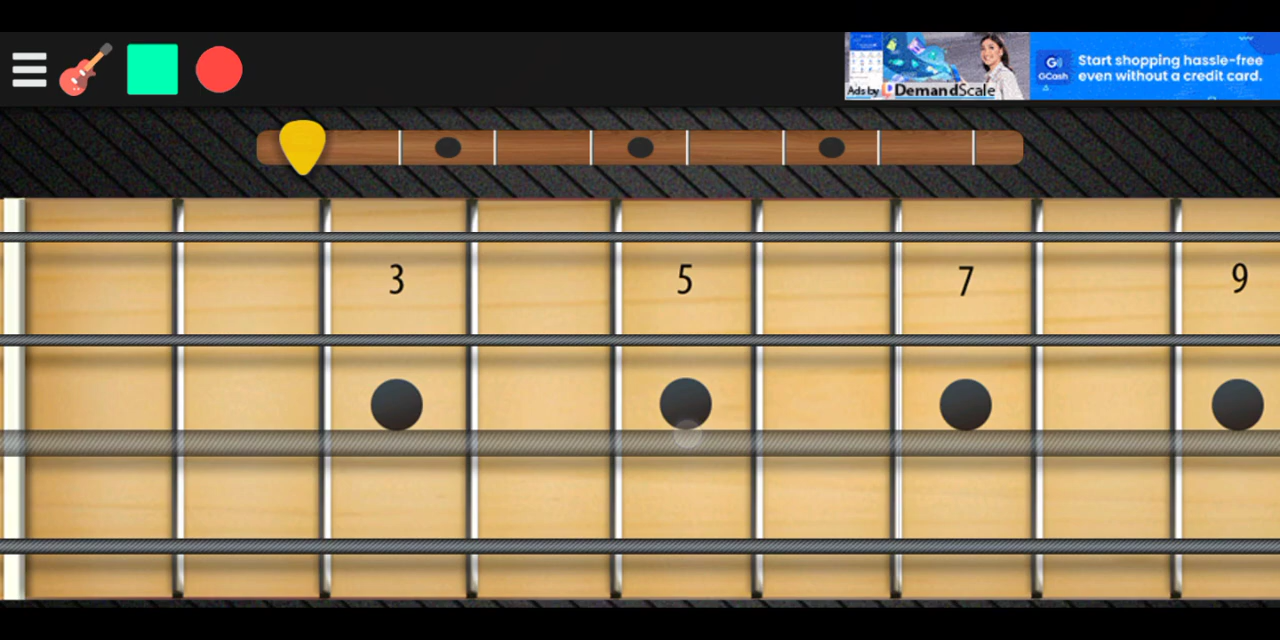 Ads by DemandScale
GCash
Start shopping hassle-free
even without a credit card.
3 5 7 9